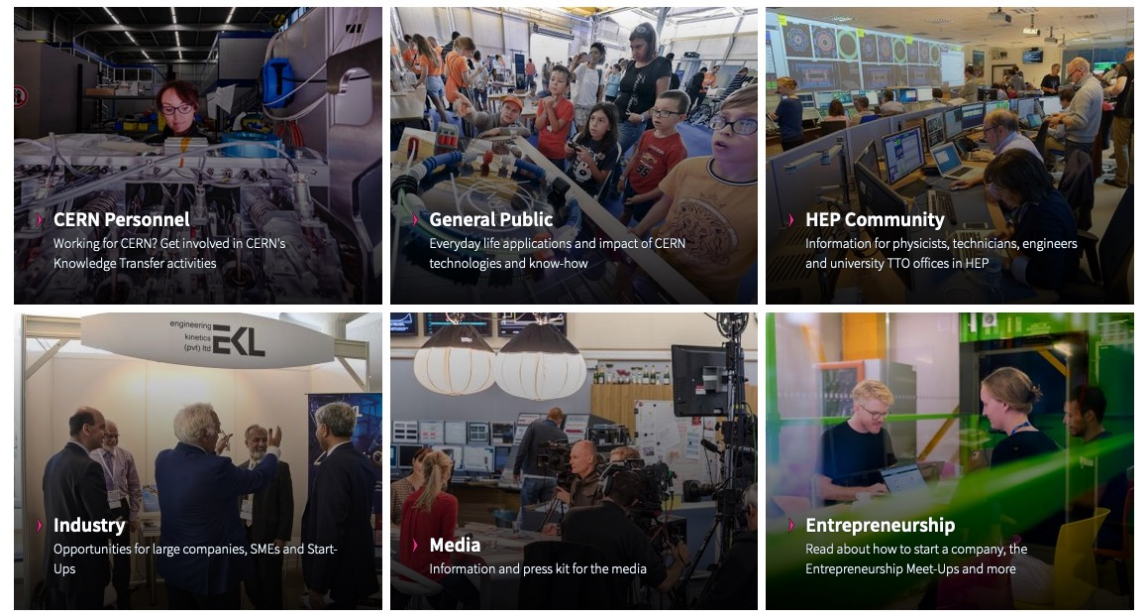 CERN Personnel
Working for CERN? Get involved in CERN's
Knowledge Transfer activities
General Public
Everyday life applications and impact of CERN
technologies and know-how
HEP Community
Information for physicists, technicians, engineers
and university TTO offices in HEP
engineering
kinetics
(pvt) ltd
EKL
Industry
Opportunities for large companies, SMEs and Start-
Ups
Media
Information and press kit for the media
Entrepreneurship
Read about how to start a company, the
Entrepreneurship Meet-Ups and more